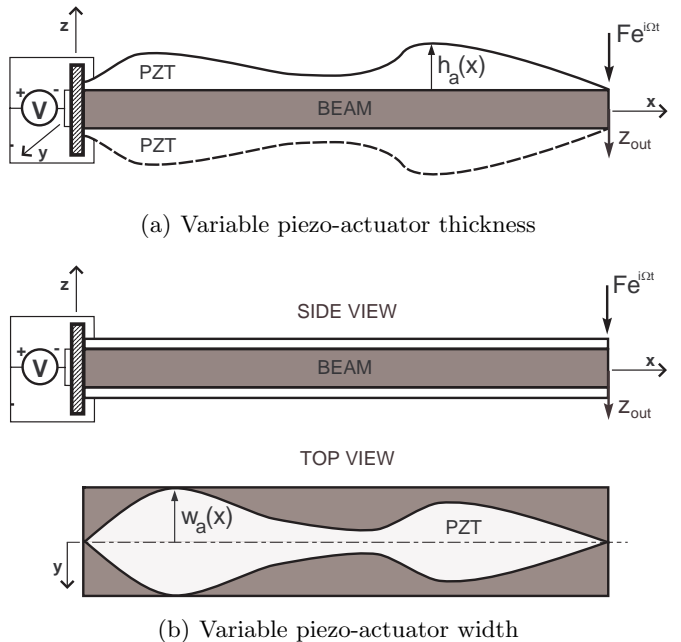 z
Fe^{iΩt}
PZT
h_a(x)
+
-
V
BEAM
x
-
y
PZT
z_out
(a) Variable piezo-actuator thickness
z
Fe^{iΩt}
SIDE VIEW
+
-
V
BEAM
x
-
z_out
TOP VIEW
w_a(x)
PZT
y
(b) Variable piezo-actuator width